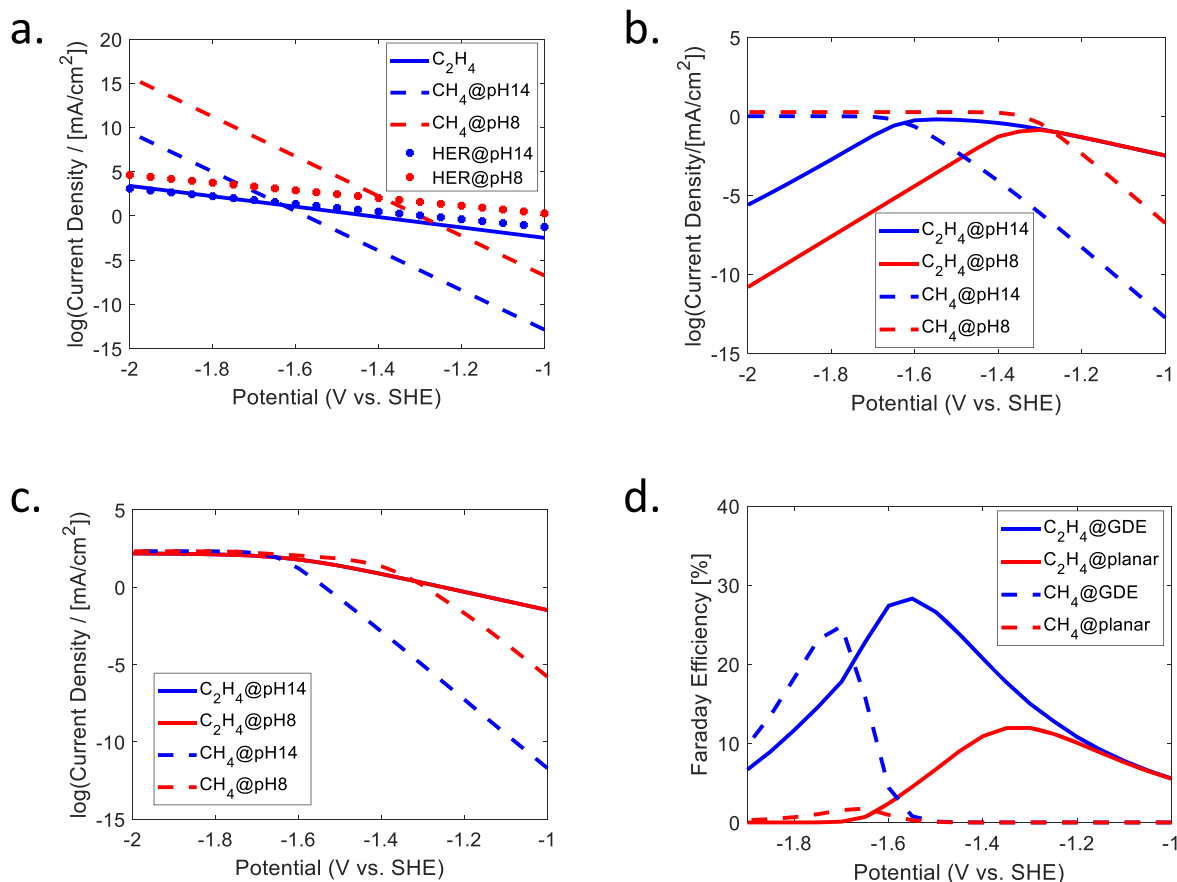 a.
log(Current Density / [mA/cm²])
20
15
10
5
0
-5
-10
-15
-2
-1.8
-1.6
-1.4
-1.2
-1
Potential (V vs. SHE)
C₂H₄
CH₄@pH14
CH₄@pH8
HER@pH14
HER@pH8
b.
log(Current Density/[mA/cm²])
5
0
-5
-10
-15
-2
-1.8
-1.6
-1.4
-1.2
-1
Potential (V vs. SHE)
C₂H₄@pH14
C₂H₄@pH8
CH₄@pH14
CH₄@pH8
c.
log(Current Density / [mA/cm²])
5
0
-5
-10
-15
-2
-1.8
-1.6
-1.4
-1.2
-1
Potential (V vs. SHE)
C₂H₄@pH14
C₂H₄@pH8
CH₄@pH14
CH₄@pH8
d.
Faraday Efficiency [%]
40
30
20
10
0
-1.8
-1.6
-1.4
-1.2
-1
Potential (V vs. SHE)
C₂H₄@GDE
C₂H₄@planar
CH₄@GDE
CH₄@planar